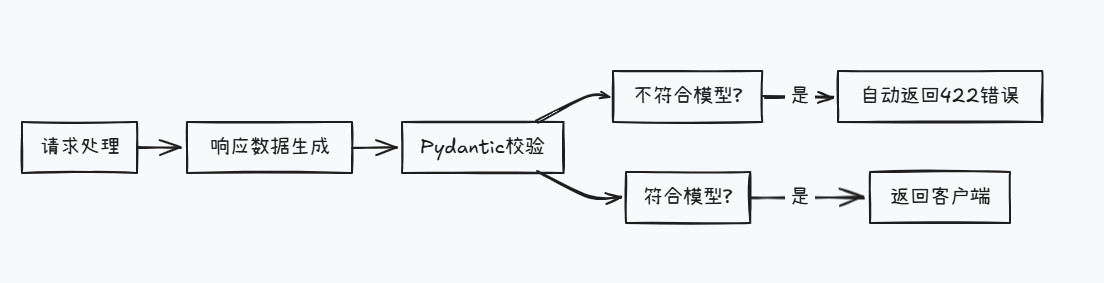 请求处理
响应数据生成
Pydantic校验
不符合模型?
是
自动返回422错误
符合模型?
是
返回客户端